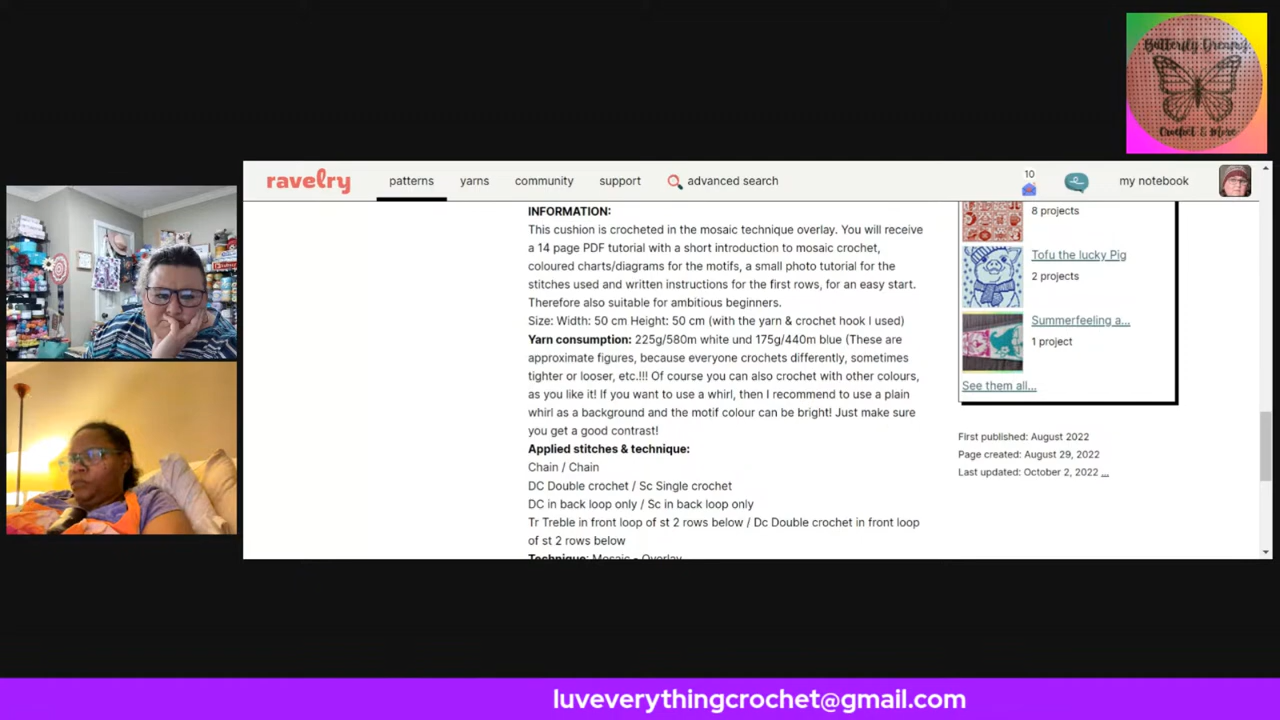 Butterfly Dreamz
Crochet & More
ravelry
patterns
yarns
community
support
advanced search
10
my notebook
INFORMATION:
This cushion is crocheted in the mosaic technique overlay. You will receive
a 14 page PDF tutorial with a short introduction to mosaic crochet,
coloured charts/diagrams for the motifs, a small photo tutorial for the
stitches used and written instructions for the first rows, for an easy start.
Therefore also suitable for ambitious beginners.
Size: Width: 50 cm Height: 50 cm (with the yarn & crochet hook I used)
Yarn consumption: 225g/580m white und 175g/440m blue (These are
approximate figures, because everyone crochets differently, sometimes
tighter or looser, etc.!!! Of course you can also crochet with other colours,
as you like it! If you want to use a whirl, then I recommend to use a plain
whirl as a background and the motif colour can be bright! Just make sure
you get a good contrast!
Applied stitches & technique:
Chain / Chain
DC Double crochet / Sc Single crochet
DC in back loop only / Sc in back loop only
Tr Treble in front loop of st 2 rows below / Dc Double crochet in front loop
of st 2 rows below
Technique: Mosaic - Overlay
8 projects
Tofu the lucky Pig
2 projects
Summerfeeling a...
1 project
See them all...
First published: August 2022
Page created: August 29, 2022
Last updated: October 2, 2022 ...
luveverythingcrochet@gmail.com